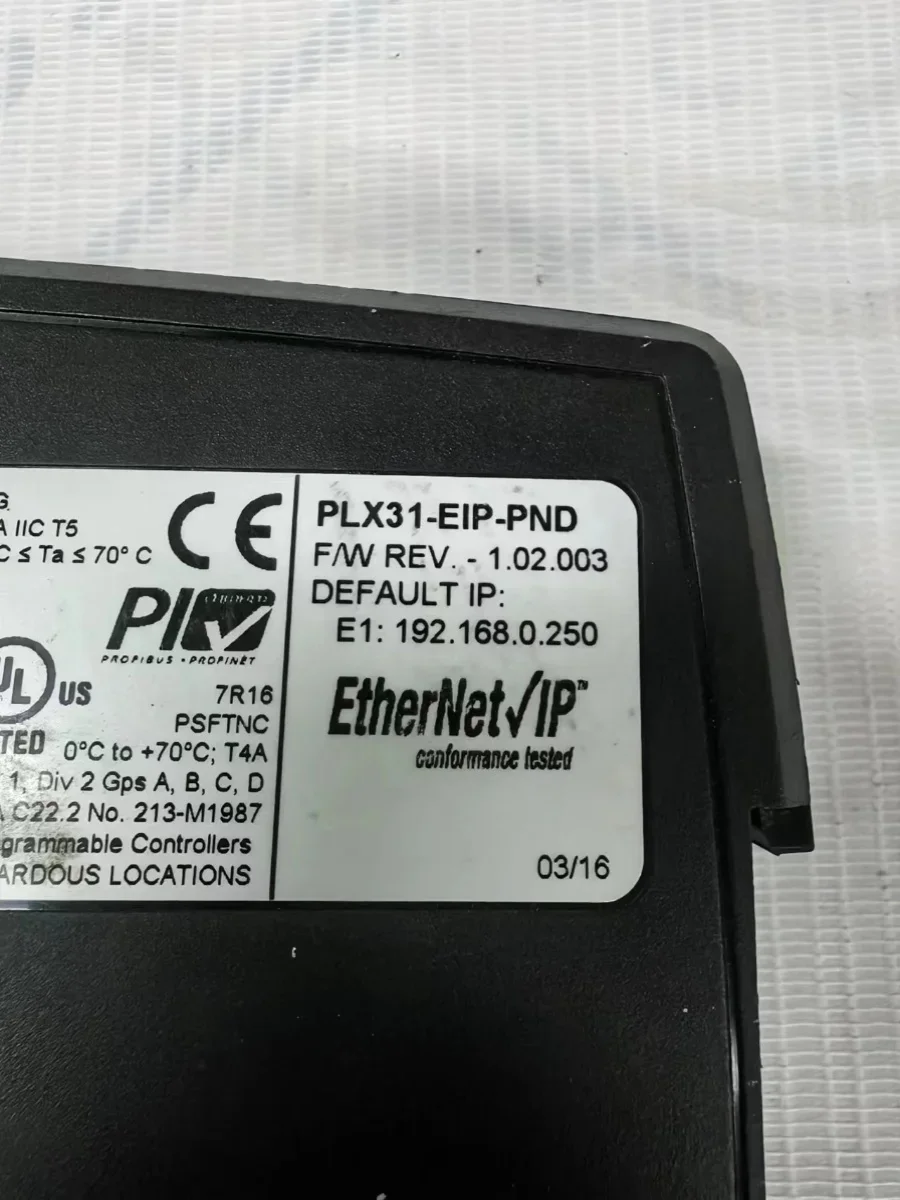 G.
A IIC T5
C ≤ Ta ≤ 70° C
CE
PI
PROFIBUS • PROFINET
UL US
TED
7R16
PSFTNC
0°C to +70°C; T4A
1, Div 2 Gps A, B, C, D
C22.2 No. 213-M1987
grammable Controllers
ARDOUS LOCATIONS
PLX31-EIP-PND
F/W REV. - 1.02.003
DEFAULT IP:
E1: 192.168.0.250
EtherNet/IP™
conformance tested
03/16